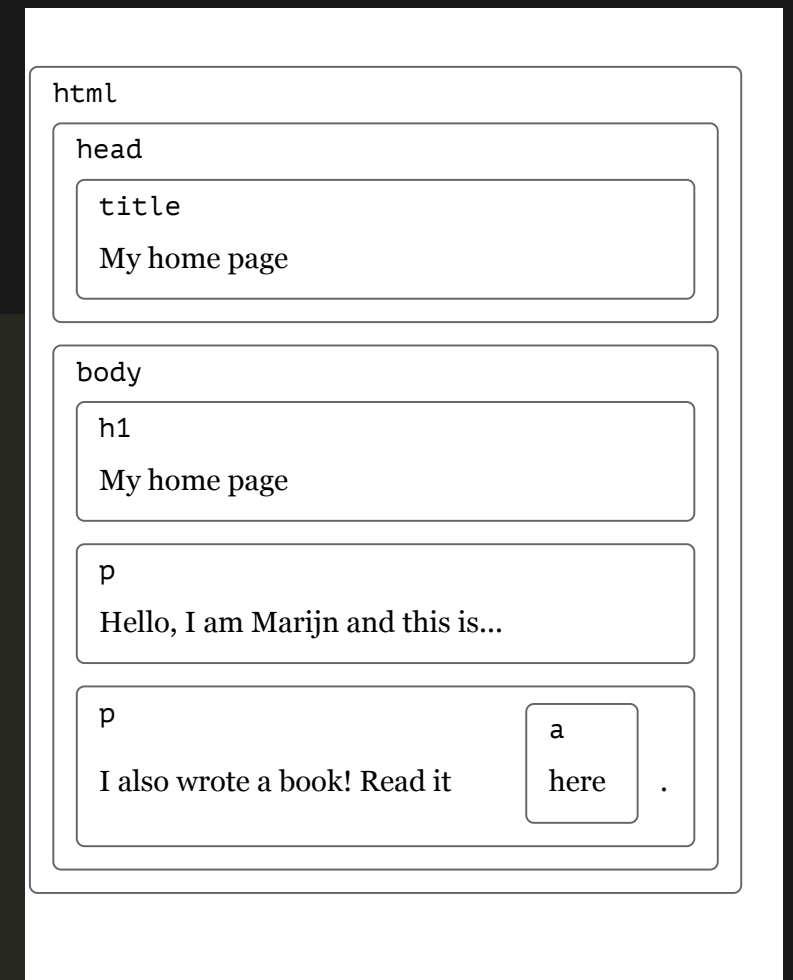 html
head
title
My home page
body
h1
My home page
p
Hello, I am Marijn and this is...
p
a
I also wrote a book! Read it here .